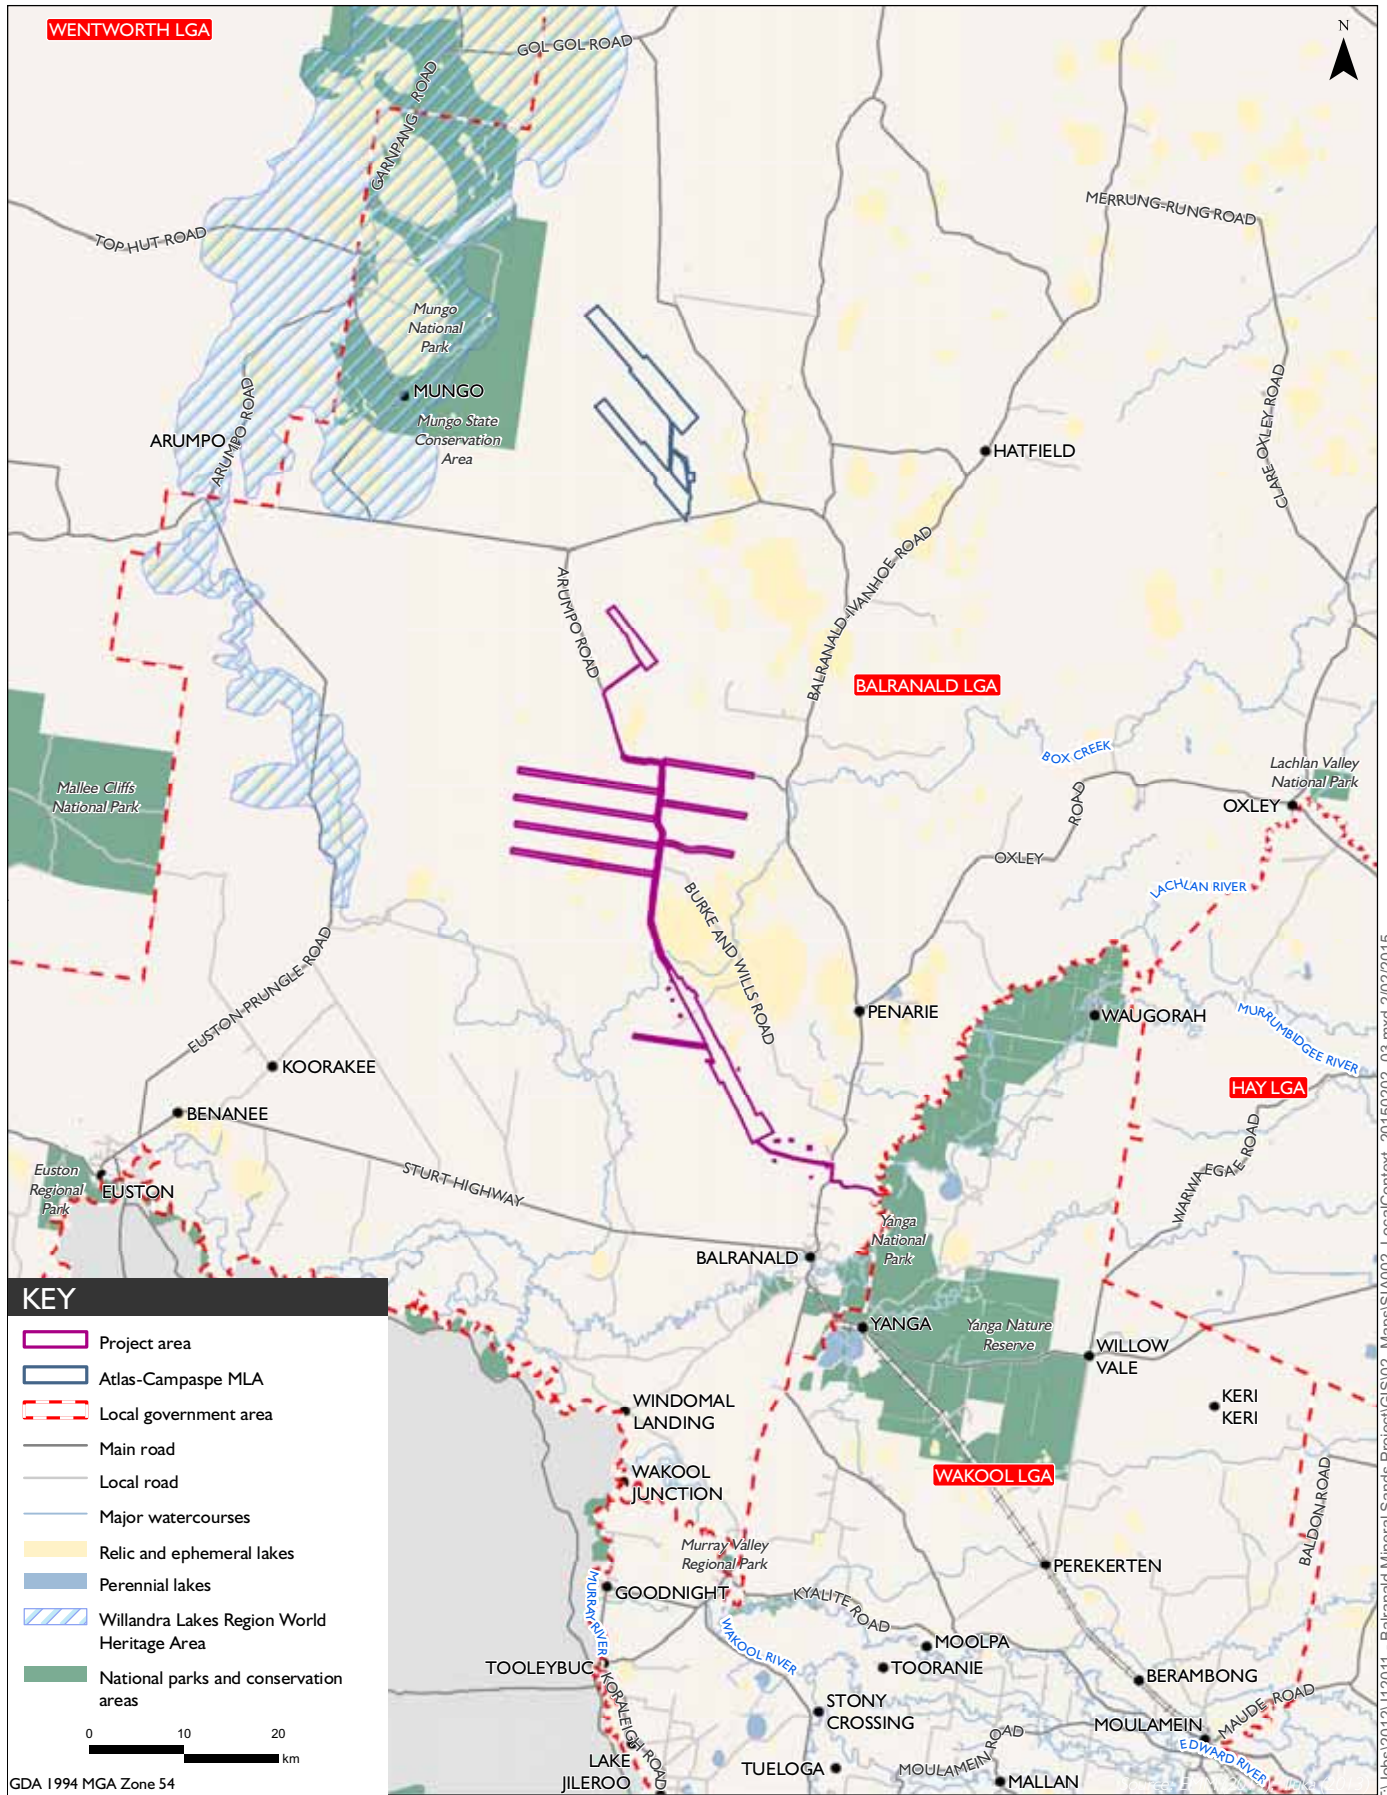 WENTWORTH LGA
N
GOL GOL ROAD
GARNPANG ROAD
MERRUNG-RUNG ROAD
TOP HUT ROAD
Mungo
National
Park
MUNGO
Mungo State
Conservation
Area
ARUMPO
ARUMPO ROAD
HATFIELD
CLARE OXLEY ROAD
ARUMPO ROAD
BALRANALD-IVANHOE ROAD
BALRANALD LGA
BOX CREEK
Lachlan Valley
National Park
OXLEY
Mallee Cliffs
National Park
OXLEY ROAD
LACHLAN RIVER
BURKE AND WILLS ROAD
EUSTON-PRUNGLE ROAD
PENARIE
WAUGORAH
MURRUMBIDGEE RIVER
KOORAKEE
HAY LGA
BENANEE
WARWAEGAE ROAD
Euston
Regional
Park
EUSTON
STURT HIGHWAY
Yanga
National
Park
BALRANALD
YANGA
Yanga Nature
Reserve
WILLOW
VALE
KERI
KERI
WINDOMAL
LANDING
WAKOOL
JUNCTION
WAKOOL LGA
BALDON ROAD
Murray Valley
Regional Park
PEREKERTEN
MURRAY RIVER
GOODNIGHT
KYALITE ROAD
WAKOOL RIVER
MOOLPA
TOORANIE
TOOLEYBUC
BERAMBONG
KORALEIGH ROAD
STONY
CROSSING
MAUDE ROAD
MOULAMEIN
EDWARD RIVER
MOULAMEIN ROAD
LAKE
JILEROO
TUELOGA
MALLAN
KEY
Project area
Atlas-Campaspe MLA
Local government area
Main road
Local road
Major watercourses
Relic and ephemeral lakes
Perennial lakes
Willandra Lakes Region World
Heritage Area
National parks and conservation
areas
0 10 20
km
GDA 1994 MGA Zone 54